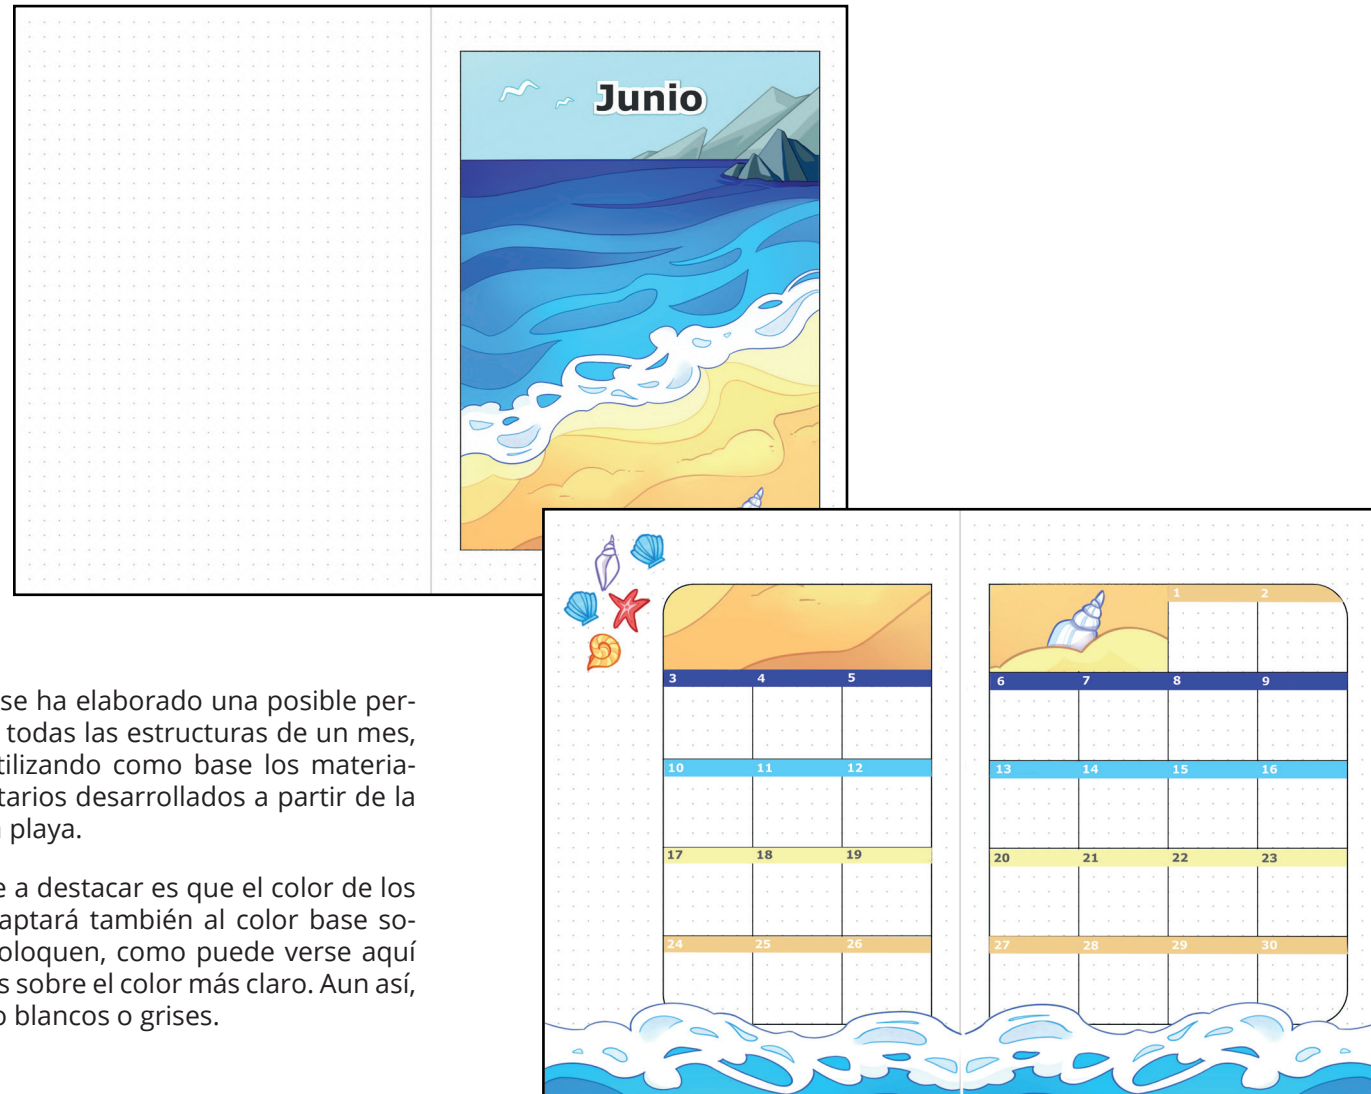 Junio
se ha elaborado una posible per-
todas las estructuras de un mes,
tilizando como base los materia-
tarios desarrollados a partir de la
playa.
e a destacar es que el color de los
aptará también al color base so-
oloquen, como puede verse aquí
s sobre el color más claro. Aun así,
o blancos o grises.
1 2
3 4 5 6 7 8 9
10 11 12 13 14 15 16
17 18 19 20 21 22 23
24 25 26 27 28 29 30